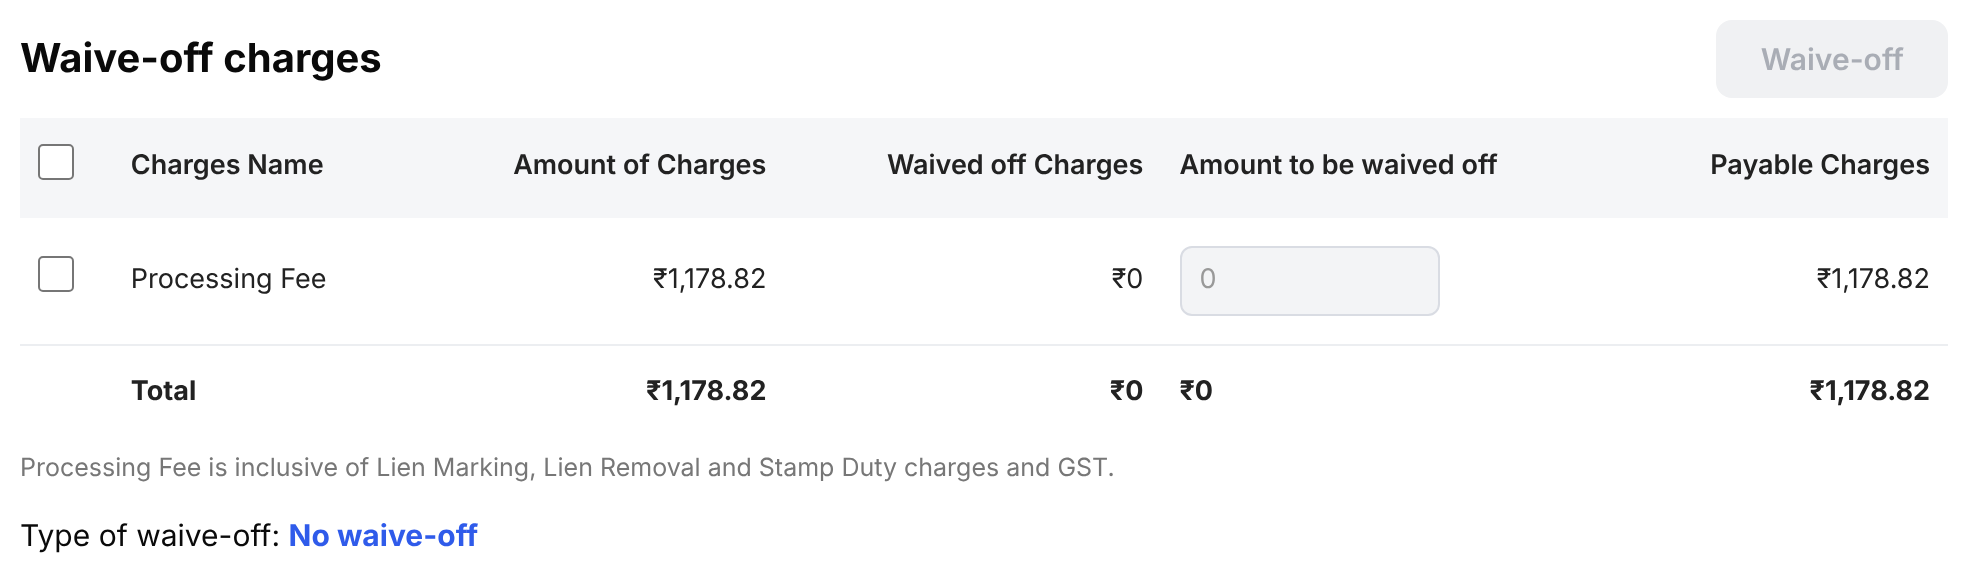 Waive-off charges
Waive-off
Charges Name Amount of Charges Waived off Charges Amount to be waived off Payable Charges
Processing Fee ₹1,178.82 ₹0 0 ₹1,178.82
Total ₹1,178.82 ₹0 ₹0 ₹1,178.82
Processing Fee is inclusive of Lien Marking, Lien Removal and Stamp Duty charges and GST.
Type of waive-off: No waive-off